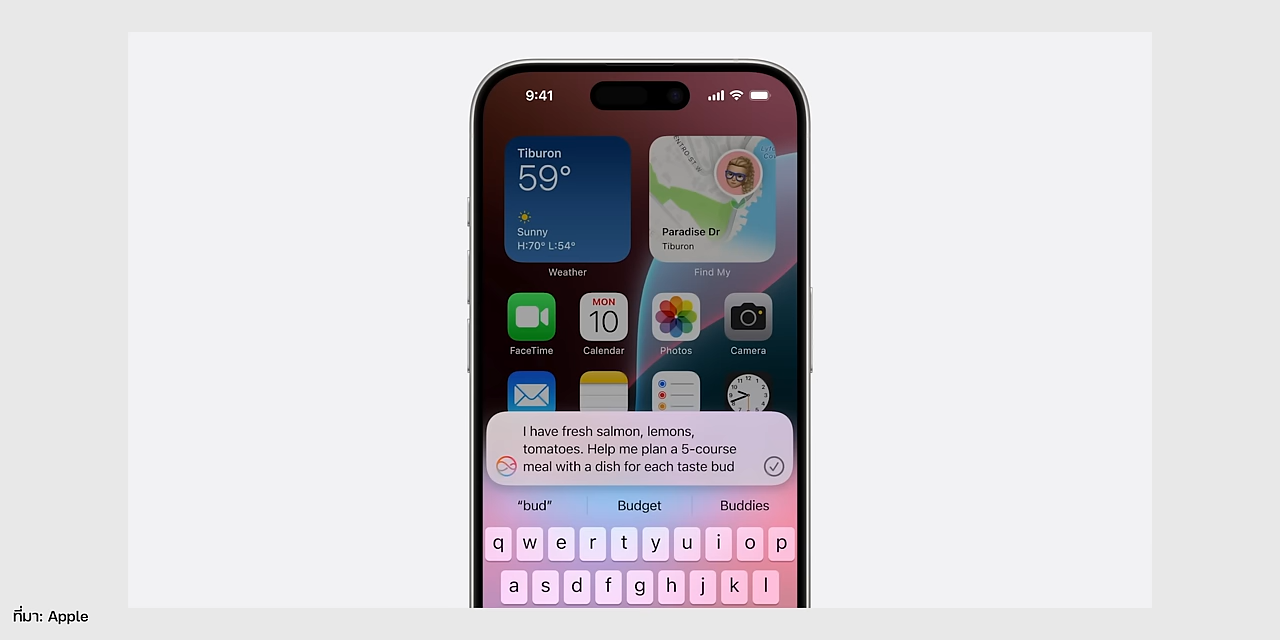 9:41
Tiburon
59°
Sunny
H:70° L:54°
Weather
ENTRO ST W
Paradise Dr
Tiburon
Find My
FaceTime
MON
10
Calendar
Photos
Camera
I have fresh salmon, lemons,
tomatoes. Help me plan a 5-course
meal with a dish for each taste bud
“bud” Budget Buddies
q w e r t y u i o p
a s d f g h j k l
ที่มา: Apple